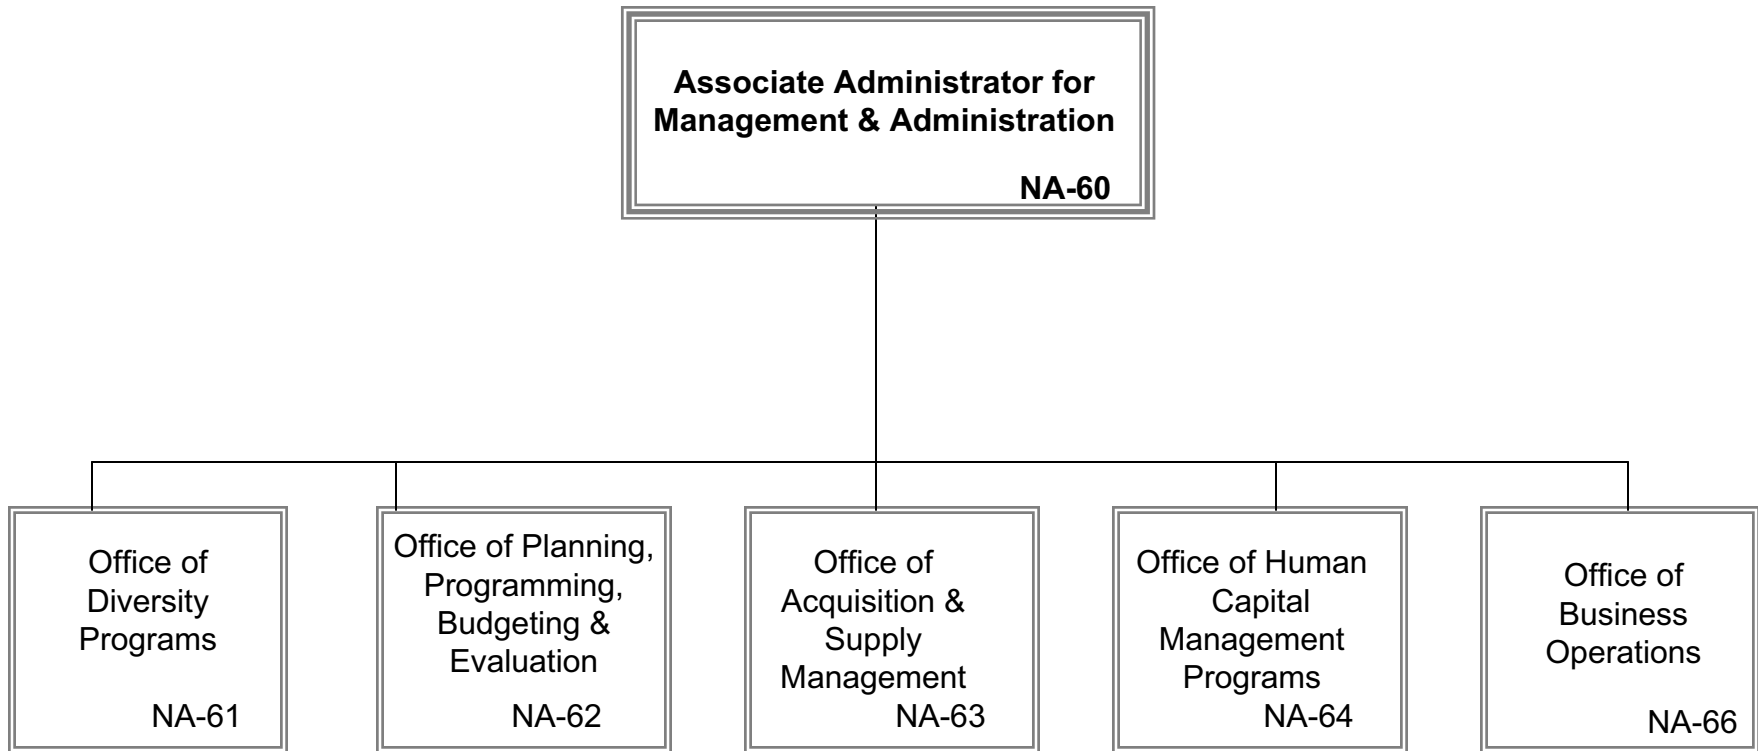 Associate Administrator for
Management & Administration
NA-60
Office of
Diversity
Programs
NA-61
Office of Planning,
Programming,
Budgeting &
Evaluation
NA-62
Office of
Acquisition &
Supply
Management
NA-63
Office of Human
Capital
Management
Programs
NA-64
Office of
Business
Operations
NA-66